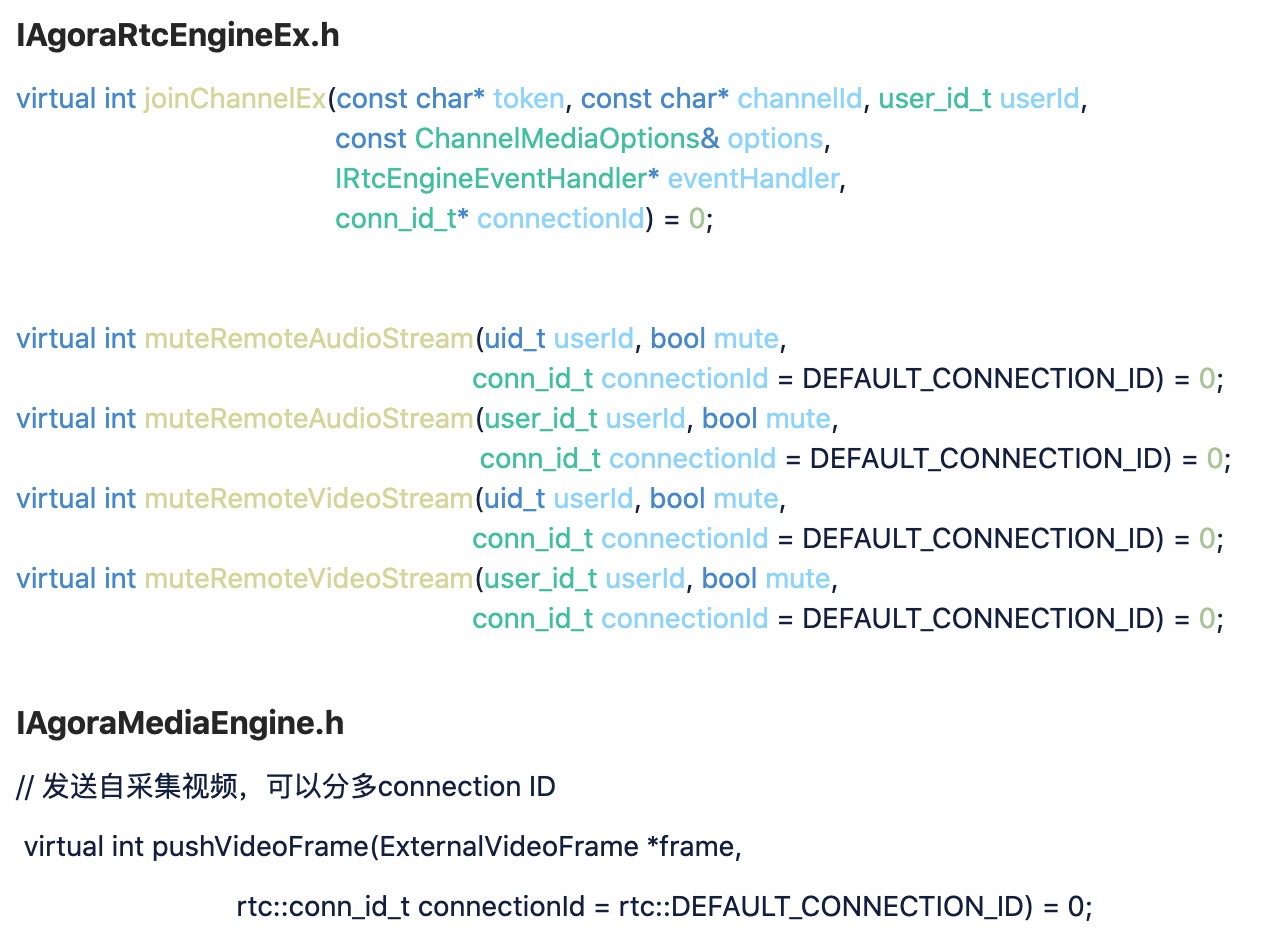 IAgoraRtcEngineEx.h
virtual int joinChannelEx(const char* token, const char* channelId, user_id_t userId,
const ChannelMediaOptions& options,
IRtcEngineEventHandler* eventHandler,
conn_id_t* connectionId) = 0;
virtual int muteRemoteAudioStream(uid_t userId, bool mute,
conn_id_t connectionId = DEFAULT_CONNECTION_ID) = 0;
virtual int muteRemoteAudioStream(user_id_t userId, bool mute,
conn_id_t connectionId = DEFAULT_CONNECTION_ID) = 0;
virtual int muteRemoteVideoStream(uid_t userId, bool mute,
conn_id_t connectionId = DEFAULT_CONNECTION_ID) = 0;
virtual int muteRemoteVideoStream(user_id_t userId, bool mute,
conn_id_t connectionId = DEFAULT_CONNECTION_ID) = 0;
IAgoraMediaEngine.h
// 发送自采集视频，可以分多connection ID
virtual int pushVideoFrame(ExternalVideoFrame *frame,
rtc::conn_id_t connectionId = rtc::DEFAULT_CONNECTION_ID) = 0;